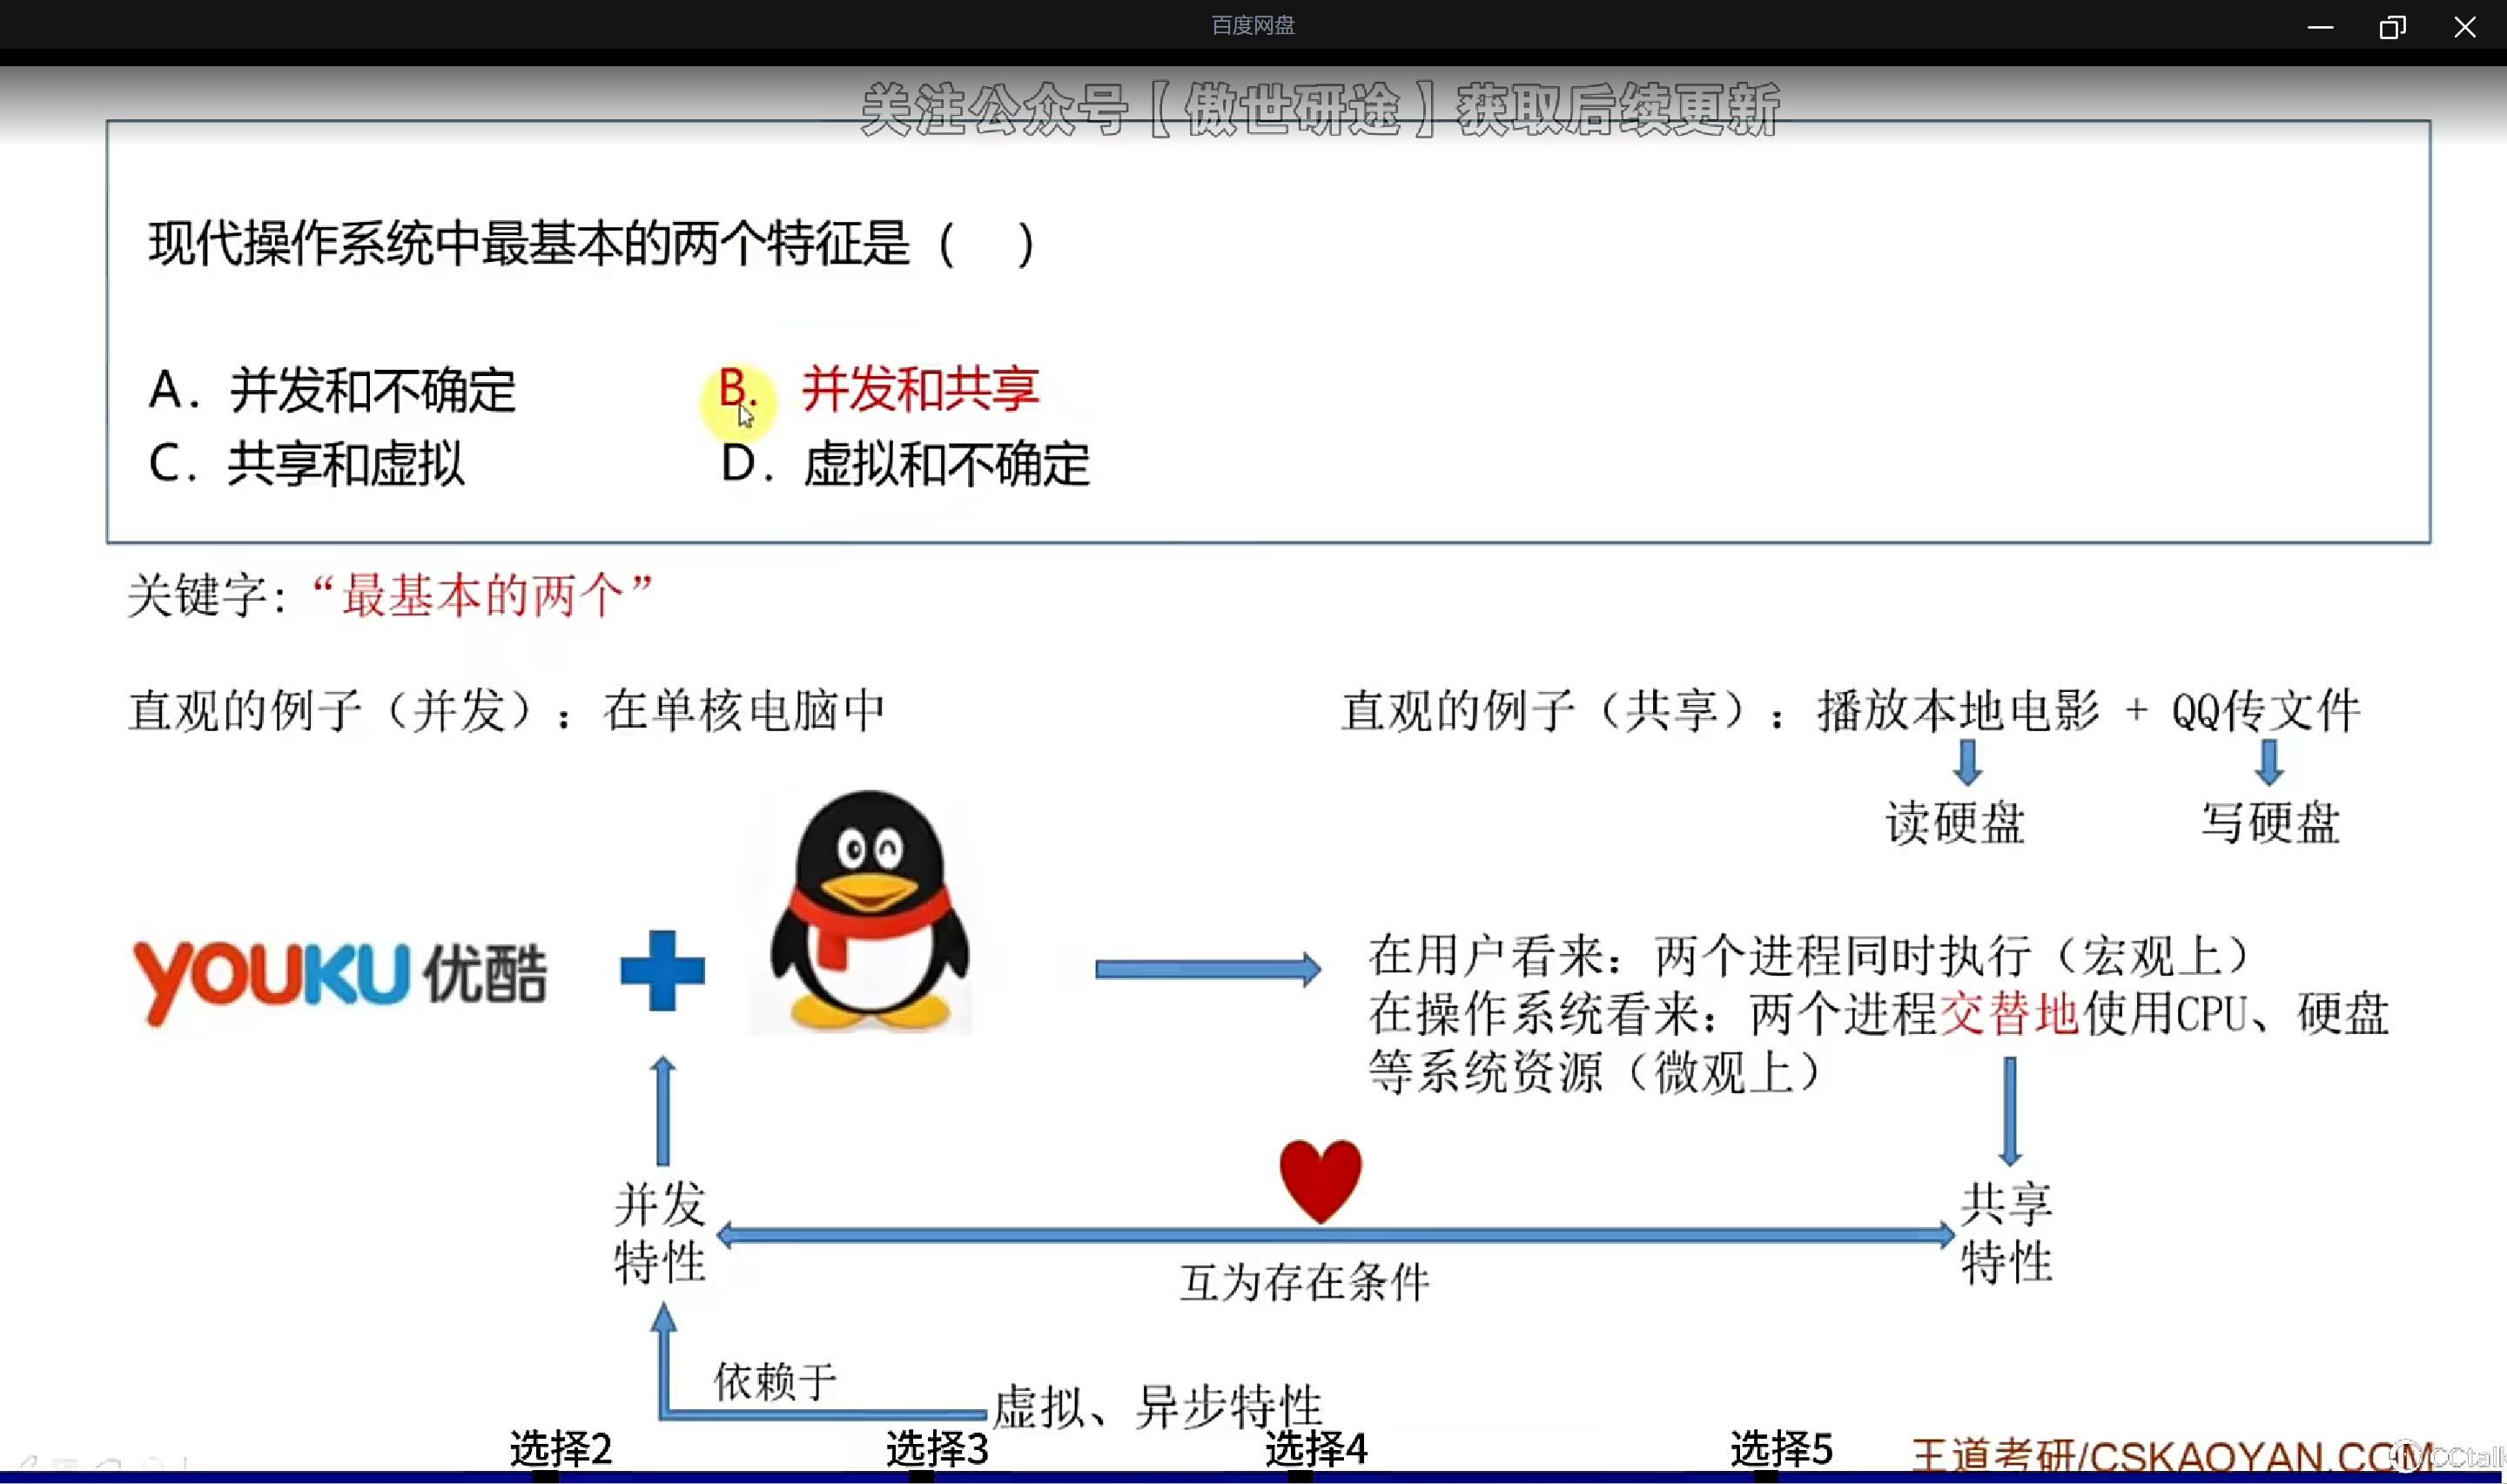 百度网盘
关注公众号【傲世研途】获取后续更新
现代操作系统中最基本的两个特征是（ ）
A. 并发和不确定
B. 并发和共享
C. 共享和虚拟
D. 虚拟和不确定
关键字：“最基本的两个”
直观的例子（并发）：在单核电脑中
直观的例子（共享）：播放本地电影 + QQ传文件
读硬盘
写硬盘
YOUKU 优酷
在用户看来：两个进程同时执行（宏观上）
在操作系统看来：两个进程交替地使用CPU、硬盘
等系统资源（微观上）
并发
特性
共享
特性
互为存在条件
依赖于
虚拟、异步特性
选择2
选择3
选择4
选择5
王道考研/CSKAOYAN.COM
CCtalk